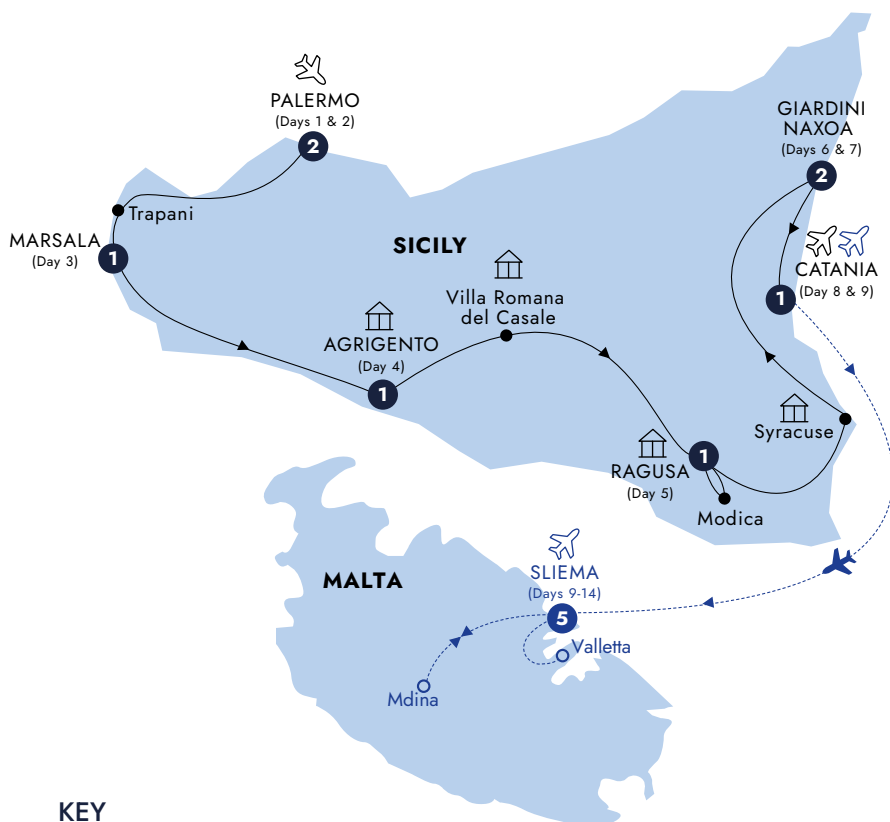 PALERMO
(Days 1 & 2)
2
GIARDINI
NAXOA
(Days 6 & 7)
2
Trapani
MARSALA
(Day 3)
1
SICILY
CATANIA
(Day 8 & 9)
1
Villa Romana
del Casale
AGRIGENTO
(Day 4)
1
Syracuse
RAGUSA
(Day 5)
1
Modica
MALTA
SLIEMA
(Days 9-14)
5
Valletta
Mdina
KEY